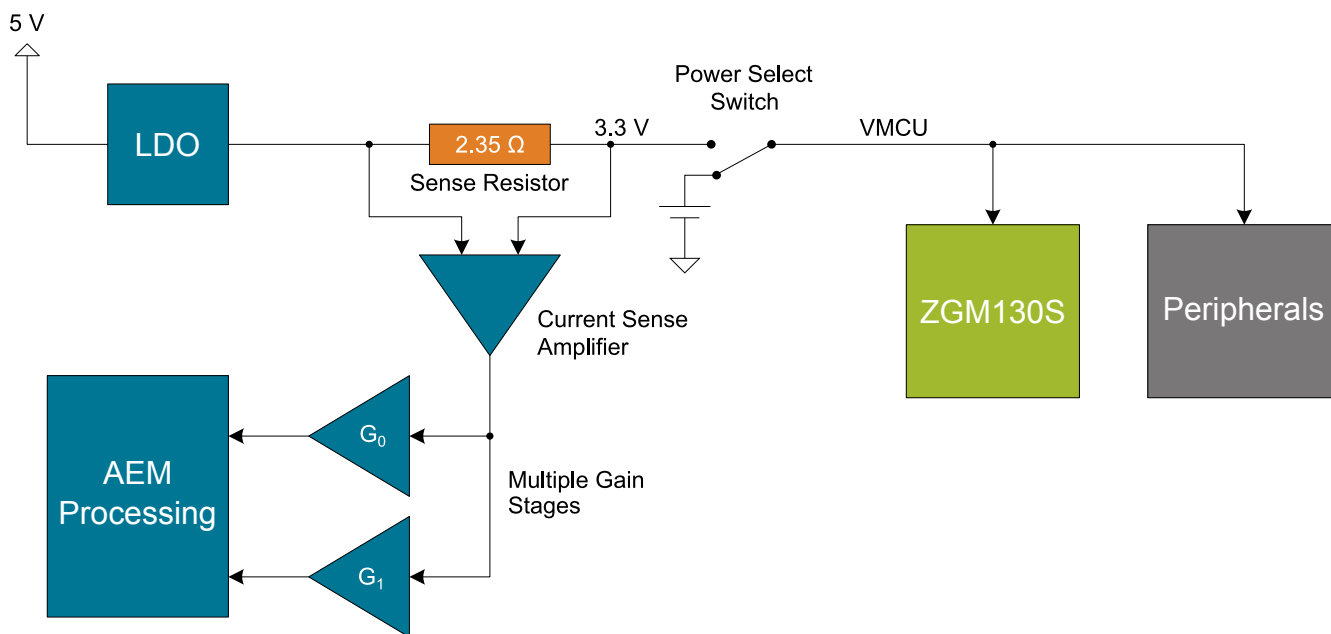 5 V
LDO
2.35 Ω
Sense Resistor
3.3 V
Power Select
Switch
VMCU
ZGM130S
Peripherals
Current Sense
Amplifier
AEM
Processing
G₀
Multiple Gain
Stages
G₁